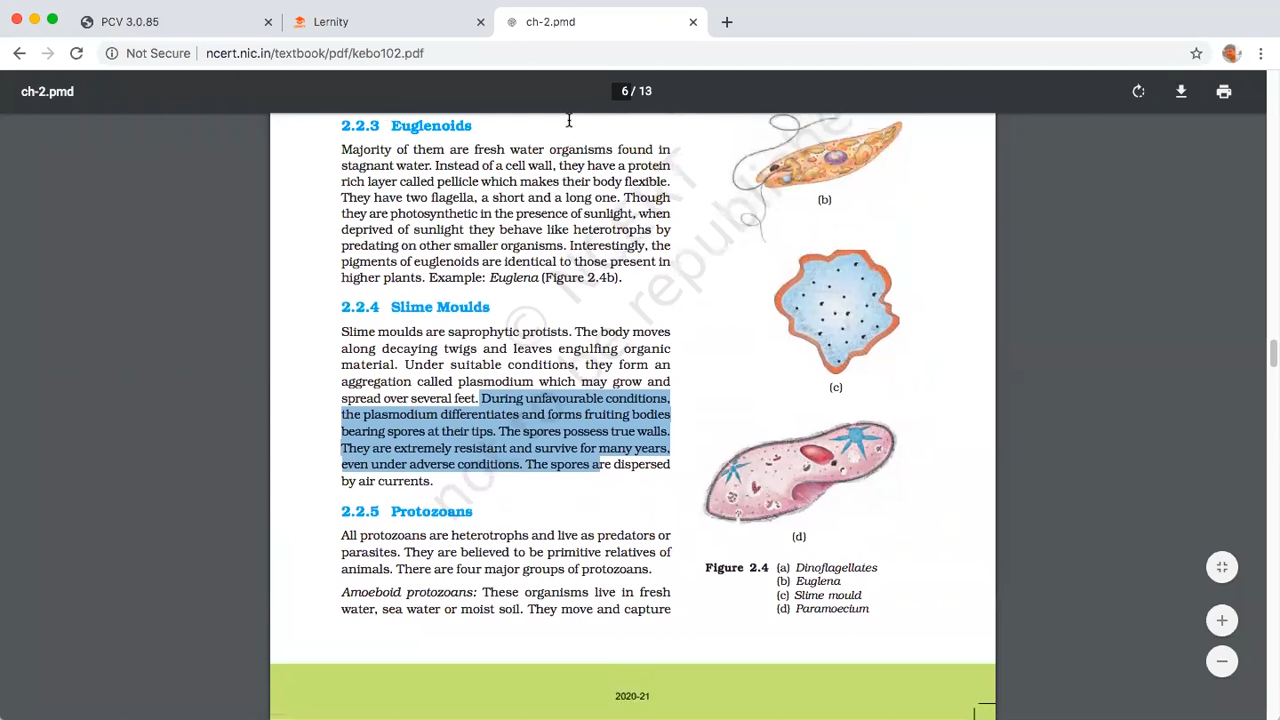 PCV 3.0.85
Lernity
ch-2.pmd
Not Secure
ncert.nic.in/textbook/pdf/kebo102.pdf
ch-2.pmd
6 / 13
2.2.3 Euglenoids
Majority of them are fresh water organisms found in
stagnant water. Instead of a cell wall, they have a protein
rich layer called pellicle which makes their body flexible.
They have two flagella, a short and a long one. Though
they are photosynthetic in the presence of sunlight, when
deprived of sunlight they behave like heterotrophs by
predating on other smaller organisms. Interestingly, the
pigments of euglenoids are identical to those present in
higher plants. Example: Euglena (Figure 2.4b).
2.2.4 Slime Moulds
Slime moulds are saprophytic protists. The body moves
along decaying twigs and leaves engulfing organic
material. Under suitable conditions, they form an
aggregation called plasmodium which may grow and
spread over several feet. During unfavourable conditions,
the plasmodium differentiates and forms fruiting bodies
bearing spores at their tips. The spores possess true walls.
They are extremely resistant and survive for many years,
even under adverse conditions. The spores are dispersed
by air currents.
2.2.5 Protozoans
All protozoans are heterotrophs and live as predators or
parasites. They are believed to be primitive relatives of
animals. There are four major groups of protozoans.
Amoeboid protozoans: These organisms live in fresh
water, sea water or moist soil. They move and capture
(b)
(c)
(d)
Figure 2.4 (a) Dinoflagellates
(b) Euglena
(c) Slime mould
(d) Paramoecium
2020-21